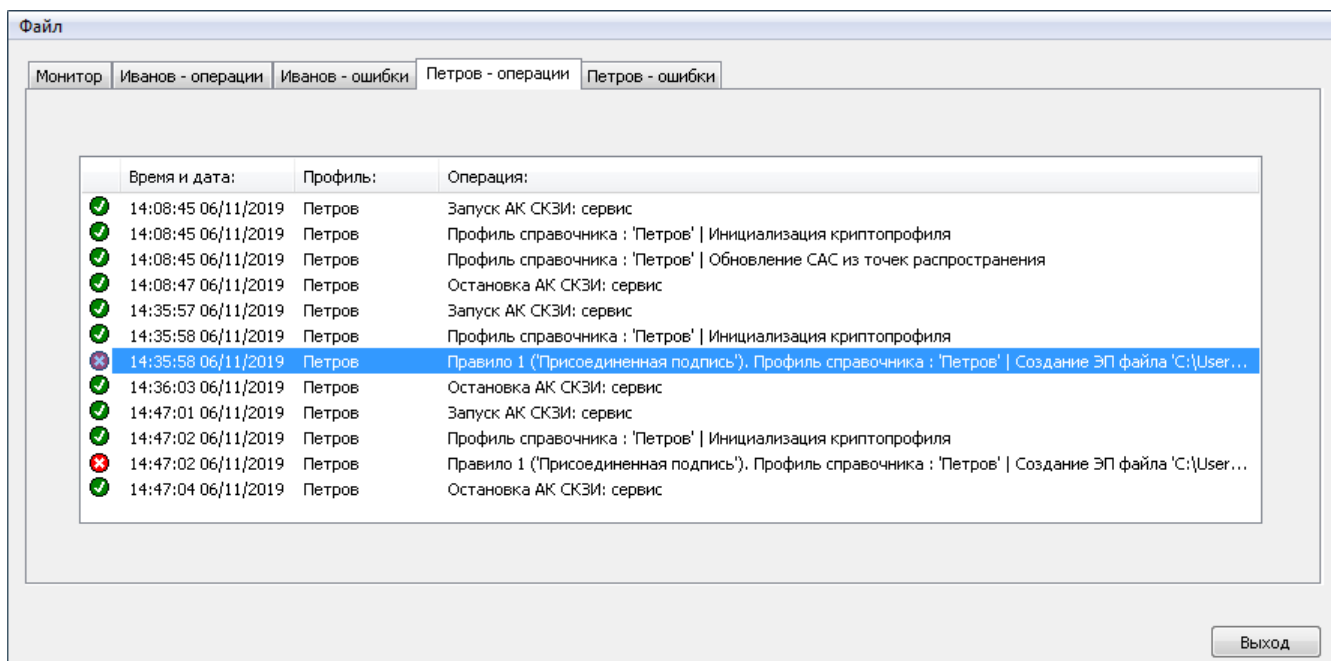 Файл
Монитор Иванов - операции Иванов - ошибки Петров - операции Петров - ошибки
Время и дата: Профиль: Операция:
14:08:45 06/11/2019 Петров Запуск АК СКЗИ: сервис
14:08:45 06/11/2019 Петров Профиль справочника : 'Петров' | Инициализация криптопрофиля
14:08:45 06/11/2019 Петров Профиль справочника : 'Петров' | Обновление САС из точек распространения
14:08:47 06/11/2019 Петров Остановка АК СКЗИ: сервис
14:35:57 06/11/2019 Петров Запуск АК СКЗИ: сервис
14:35:58 06/11/2019 Петров Профиль справочника : 'Петров' | Инициализация криптопрофиля
14:35:58 06/11/2019 Петров Правило 1 ('Присоединенная подпись'). Профиль справочника : 'Петров' | Создание ЭП файла 'C:\User...
14:36:03 06/11/2019 Петров Остановка АК СКЗИ: сервис
14:47:01 06/11/2019 Петров Запуск АК СКЗИ: сервис
14:47:02 06/11/2019 Петров Профиль справочника : 'Петров' | Инициализация криптопрофиля
14:47:02 06/11/2019 Петров Правило 1 ('Присоединенная подпись'). Профиль справочника : 'Петров' | Создание ЭП файла 'C:\User...
14:47:04 06/11/2019 Петров Остановка АК СКЗИ: сервис
Выход